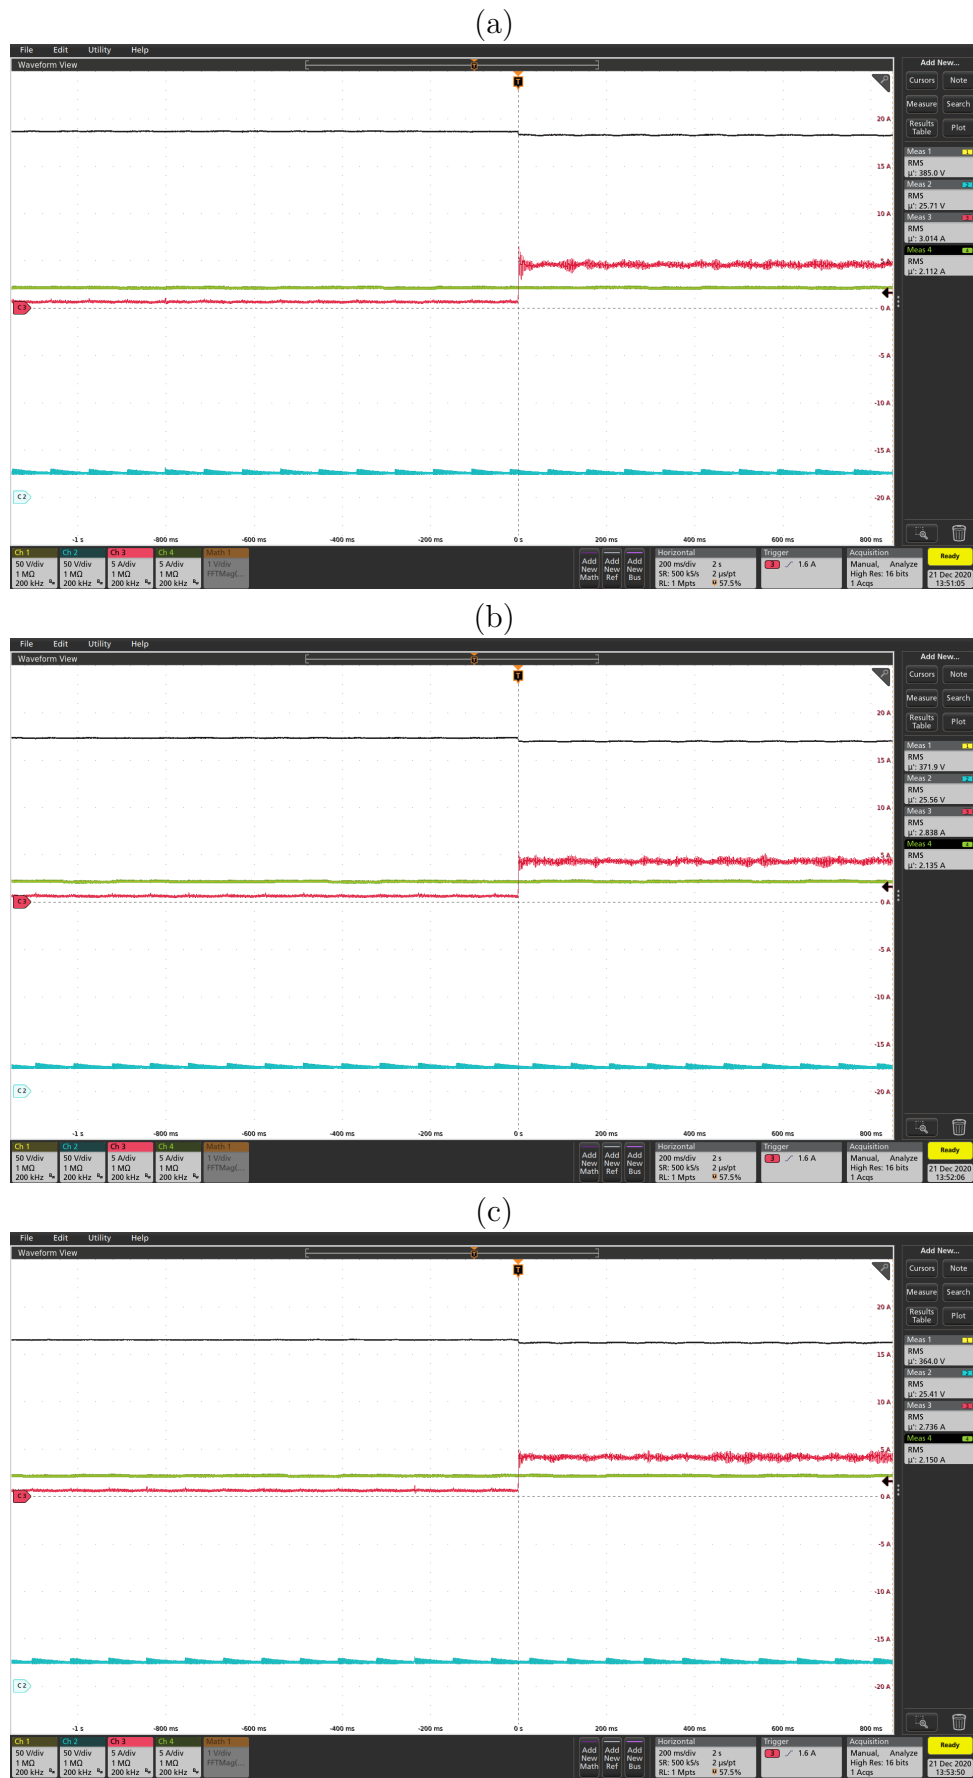 (a)
File Edit Utility Help
Waveform View
Add New...
Cursors Note
Measure Search
Results Table Plot
Meas 1
RMS
µ': 385.0 V
Meas 2
RMS
µ': 25.71 V
Meas 3
RMS
µ': 3.014 A
Meas 4
RMS
µ': 2.112 A
T
20 A
15 A
10 A
5 A
0 A
-5 A
-10 A
-15 A
-20 A
C 3
C 2
-1 s -800 ms -600 ms -400 ms -200 ms 0 s 200 ms 400 ms 600 ms 800 ms
Ch 1 Ch 2 Ch 3 Ch 4 Math 1
50 V/div 50 V/div 5 A/div 5 A/div 1 V/div
1 MΩ 1 MΩ 1 MΩ 1 MΩ FFTMag(...
200 kHz 200 kHz 200 kHz 200 kHz
Add New Math
Add New Ref
Add New Bus
Horizontal
200 ms/div 2 s
SR: 500 kS/s 2 µs/pt
RL: 1 Mpts 57.5%
Trigger
3 1.6 A
Acquisition
Manual, Analyze
High Res: 16 bits
1 Acqs
Ready
21 Dec 2020
13:51:05
(b)
File Edit Utility Help
Waveform View
Add New...
Cursors Note
Measure Search
Results Table Plot
Meas 1
RMS
µ': 371.9 V
Meas 2
RMS
µ': 25.56 V
Meas 3
RMS
µ': 2.838 A
Meas 4
RMS
µ': 2.135 A
T
20 A
15 A
10 A
5 A
0 A
-5 A
-10 A
-15 A
-20 A
C 3
C 2
-1 s -800 ms -600 ms -400 ms -200 ms 0 s 200 ms 400 ms 600 ms 800 ms
Ch 1 Ch 2 Ch 3 Ch 4 Math 1
50 V/div 50 V/div 5 A/div 5 A/div 1 V/div
1 MΩ 1 MΩ 1 MΩ 1 MΩ FFTMag(...
200 kHz 200 kHz 200 kHz 200 kHz
Add New Math
Add New Ref
Add New Bus
Horizontal
200 ms/div 2 s
SR: 500 kS/s 2 µs/pt
RL: 1 Mpts 57.5%
Trigger
3 1.6 A
Acquisition
Manual, Analyze
High Res: 16 bits
1 Acqs
Ready
21 Dec 2020
13:52:06
(c)
File Edit Utility Help
Waveform View
Add New...
Cursors Note
Measure Search
Results Table Plot
Meas 1
RMS
µ': 364.0 V
Meas 2
RMS
µ': 25.41 V
Meas 3
RMS
µ': 2.736 A
Meas 4
RMS
µ': 2.150 A
T
20 A
15 A
10 A
5 A
0 A
-5 A
-10 A
-15 A
-20 A
C 3
C 2
-1 s -800 ms -600 ms -400 ms -200 ms 0 s 200 ms 400 ms 600 ms 800 ms
Ch 1 Ch 2 Ch 3 Ch 4 Math 1
50 V/div 50 V/div 5 A/div 5 A/div 1 V/div
1 MΩ 1 MΩ 1 MΩ 1 MΩ FFTMag(...
200 kHz 200 kHz 200 kHz 200 kHz
Add New Math
Add New Ref
Add New Bus
Horizontal
200 ms/div 2 s
SR: 500 kS/s 2 µs/pt
RL: 1 Mpts 57.5%
Trigger
3 1.6 A
Acquisition
Manual, Analyze
High Res: 16 bits
1 Acqs
Ready
21 Dec 2020
13:53:50